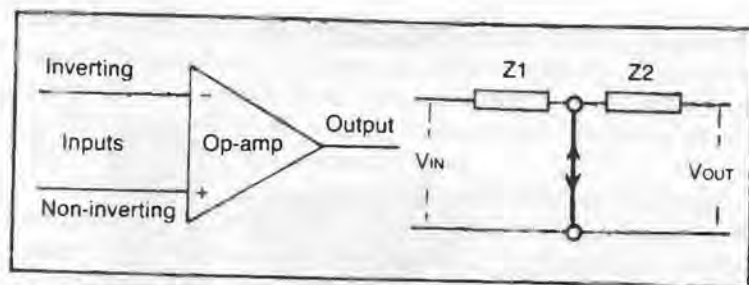 Inverting
−
Inputs
Op-amp
Output
+
Non-inverting
Z1
Z2
VIN
VOUT